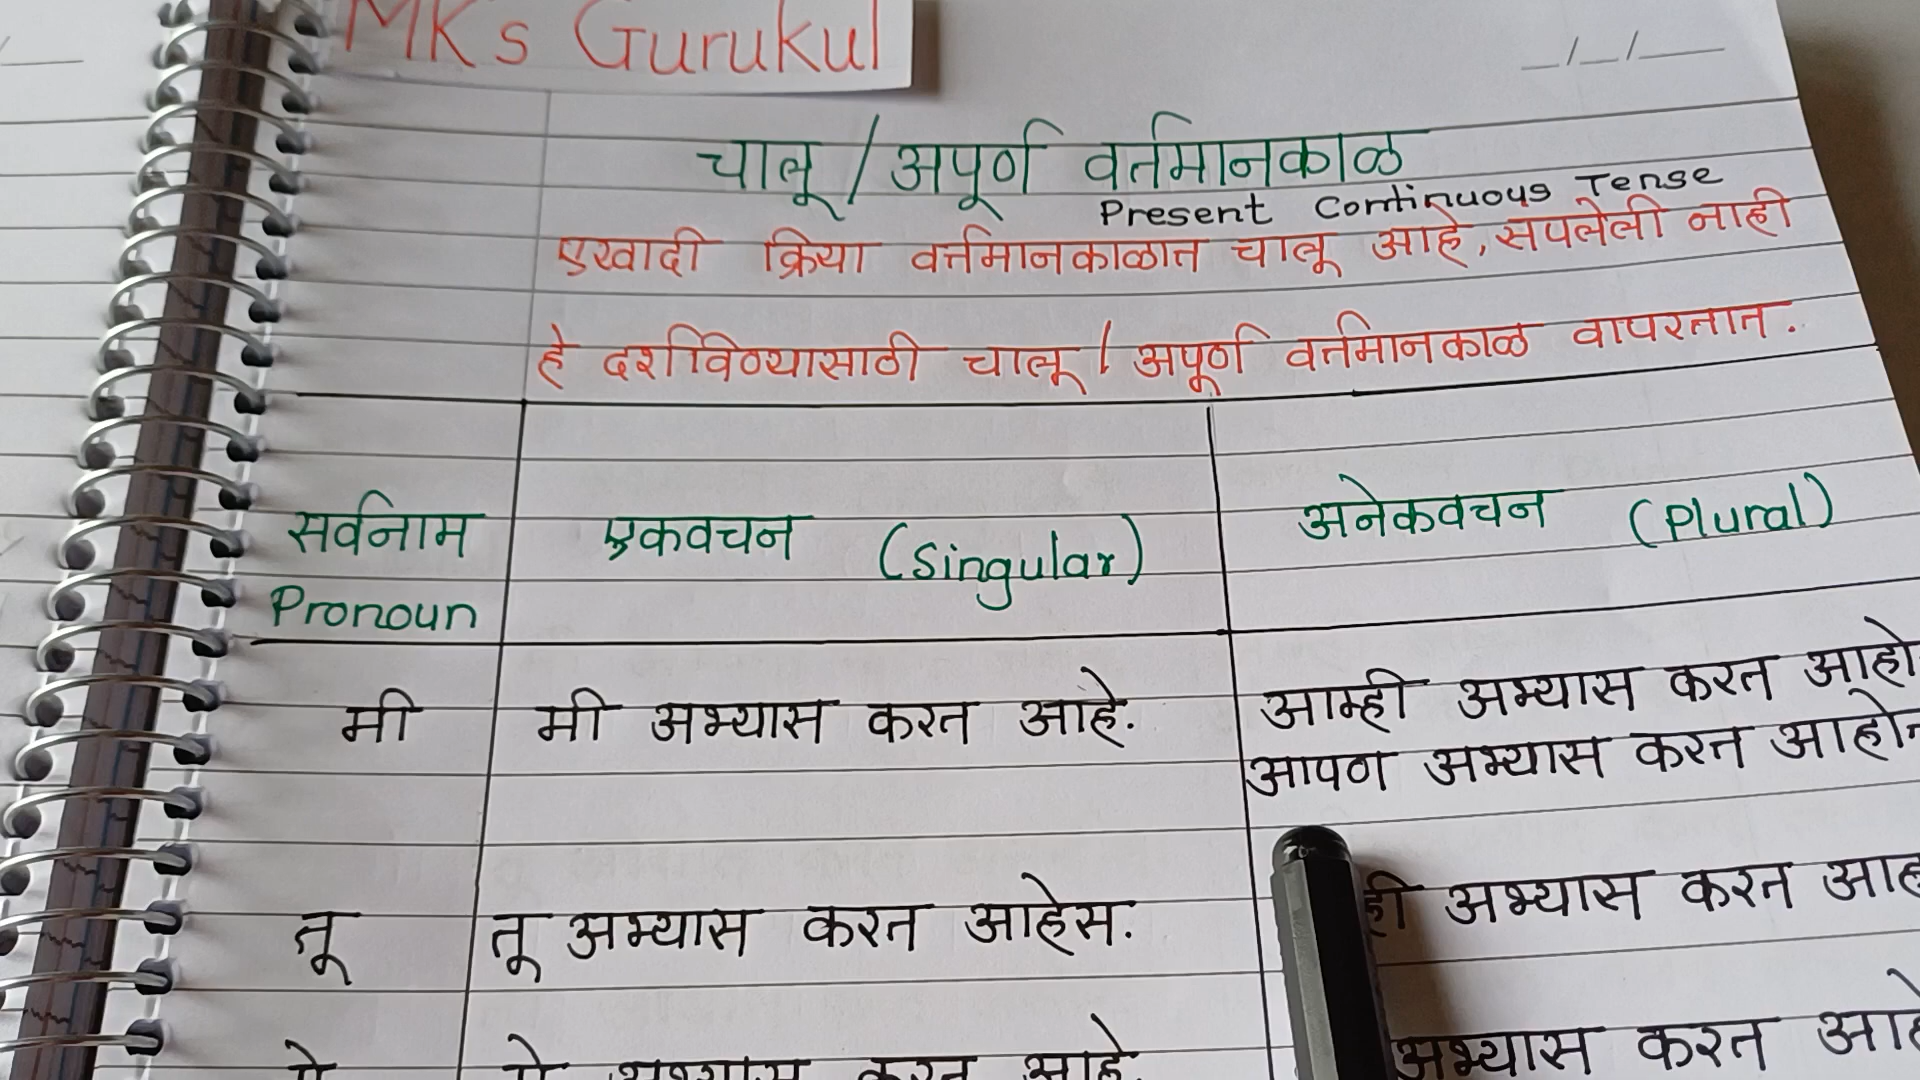 MKs Gurukul
चालू / अपूर्ण वर्तमानकाळ
Present Continuous Tense
एखादी क्रिया वर्तमानकाळात चालू आहे, संपलेली नाही
हे दर्शविण्यासाठी चालू / अपूर्ण वर्तमानकाळ वापरतात.
सर्वनाम एकवचन (Singular) अनेकवचन (Plural)
Pronoun
मी मी अभ्यास करत आहे. आम्ही अभ्यास करत
आपण अभ्यास करत
तू तू अभ्यास करत आहेस. अभ्यास करत
अभ्यास करत